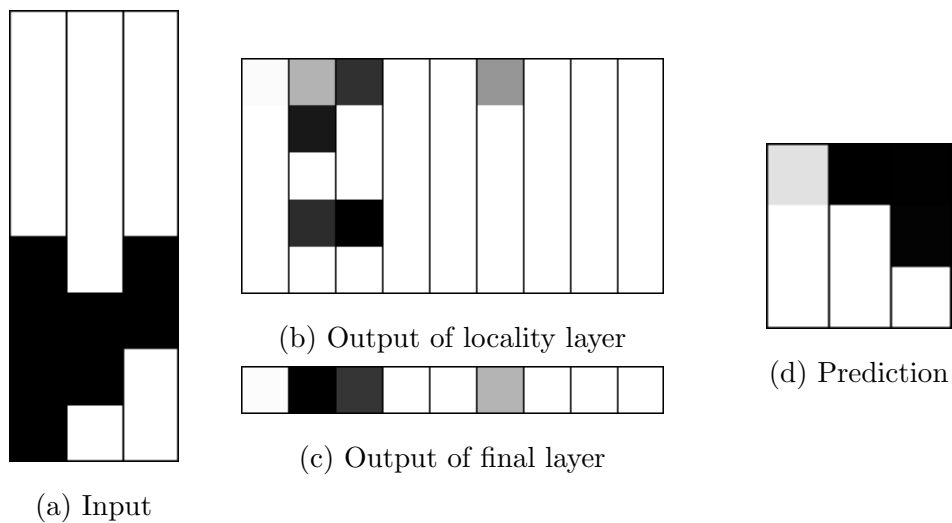 (b) Output of locality layer
(d) Prediction
(c) Output of final layer
(a) Input